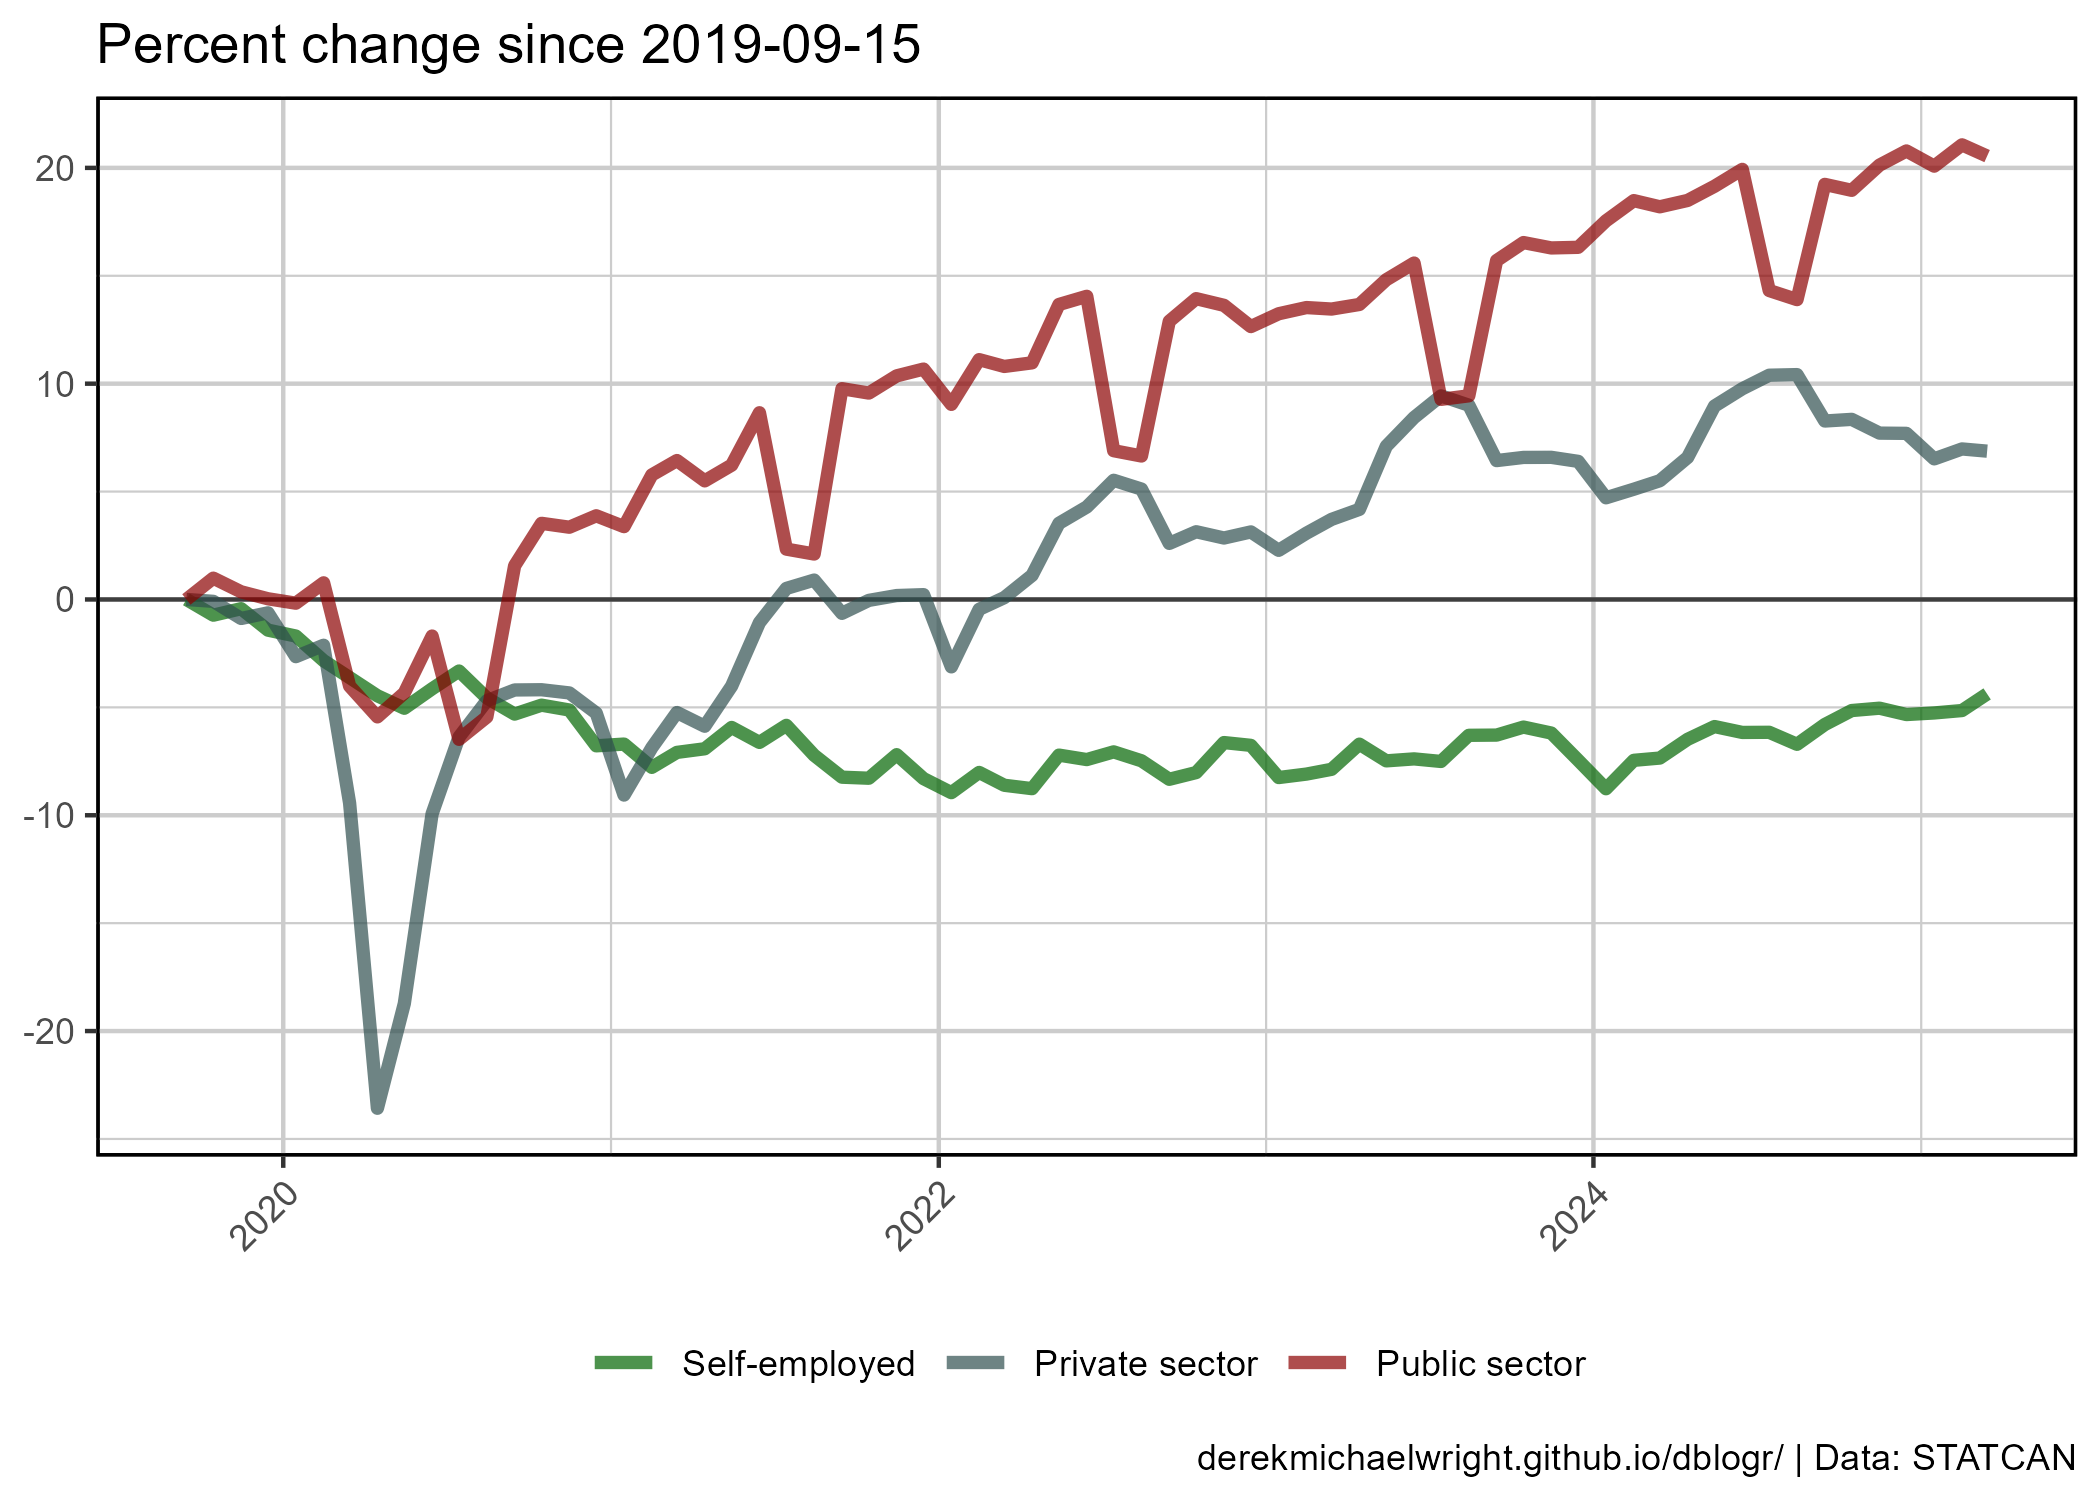 Percent change since 2019-09-15
20
10
0
-10
-20
2020
2022
2024
Self-employed
Private sector
Public sector
derekmichaelwright.github.io/dblogr/ | Data: STATCAN